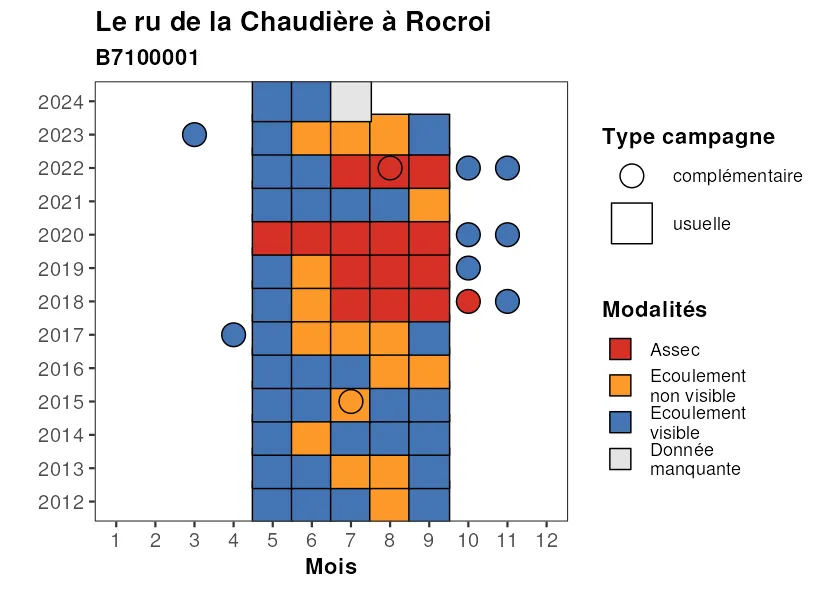 Le ru de la Chaudière à Rocroi
B7100001
2024
2023
2022
2021
2020
2019
2018
2017
2016
2015
2014
2013
2012
1 2 3 4 5 6 7 8 9 10 11 12
Mois
Type campagne
complémentaire
usuelle
Modalités
Assec
Ecoulement
non visible
Ecoulement
visible
Donnée
manquante